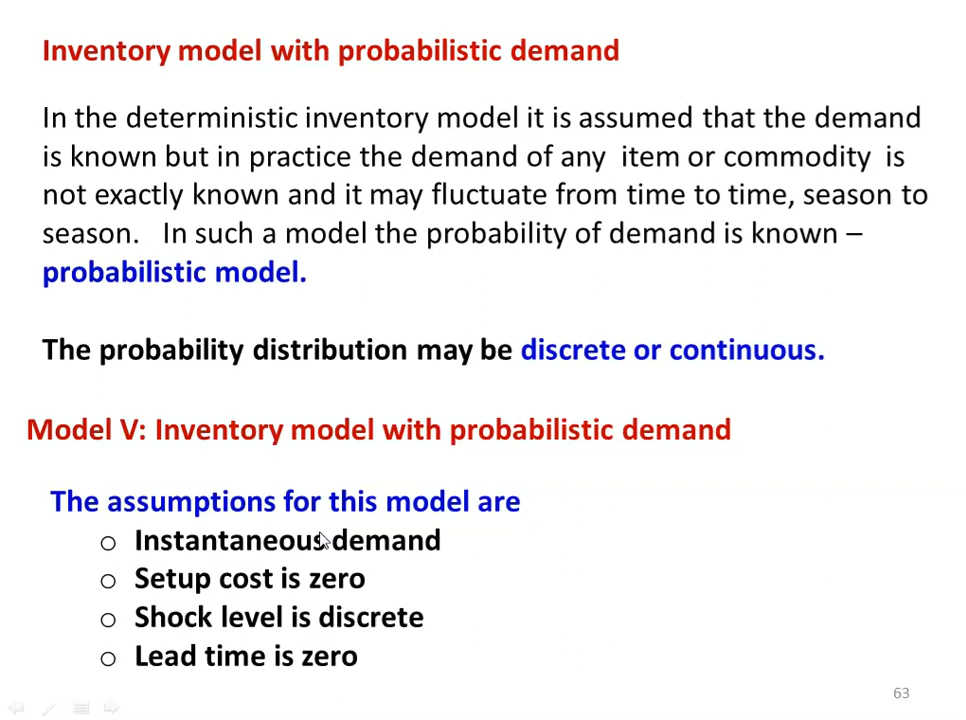 Inventory model with probabilistic demand
In the deterministic inventory model it is assumed that the demand
is known but in practice the demand of any item or commodity is
not exactly known and it may fluctuate from time to time, season to
season. In such a model the probability of demand is known –
probabilistic model.
The probability distribution may be discrete or continuous.
Model V: Inventory model with probabilistic demand
The assumptions for this model are
o Instantaneous demand
o Setup cost is zero
o Shock level is discrete
o Lead time is zero
63